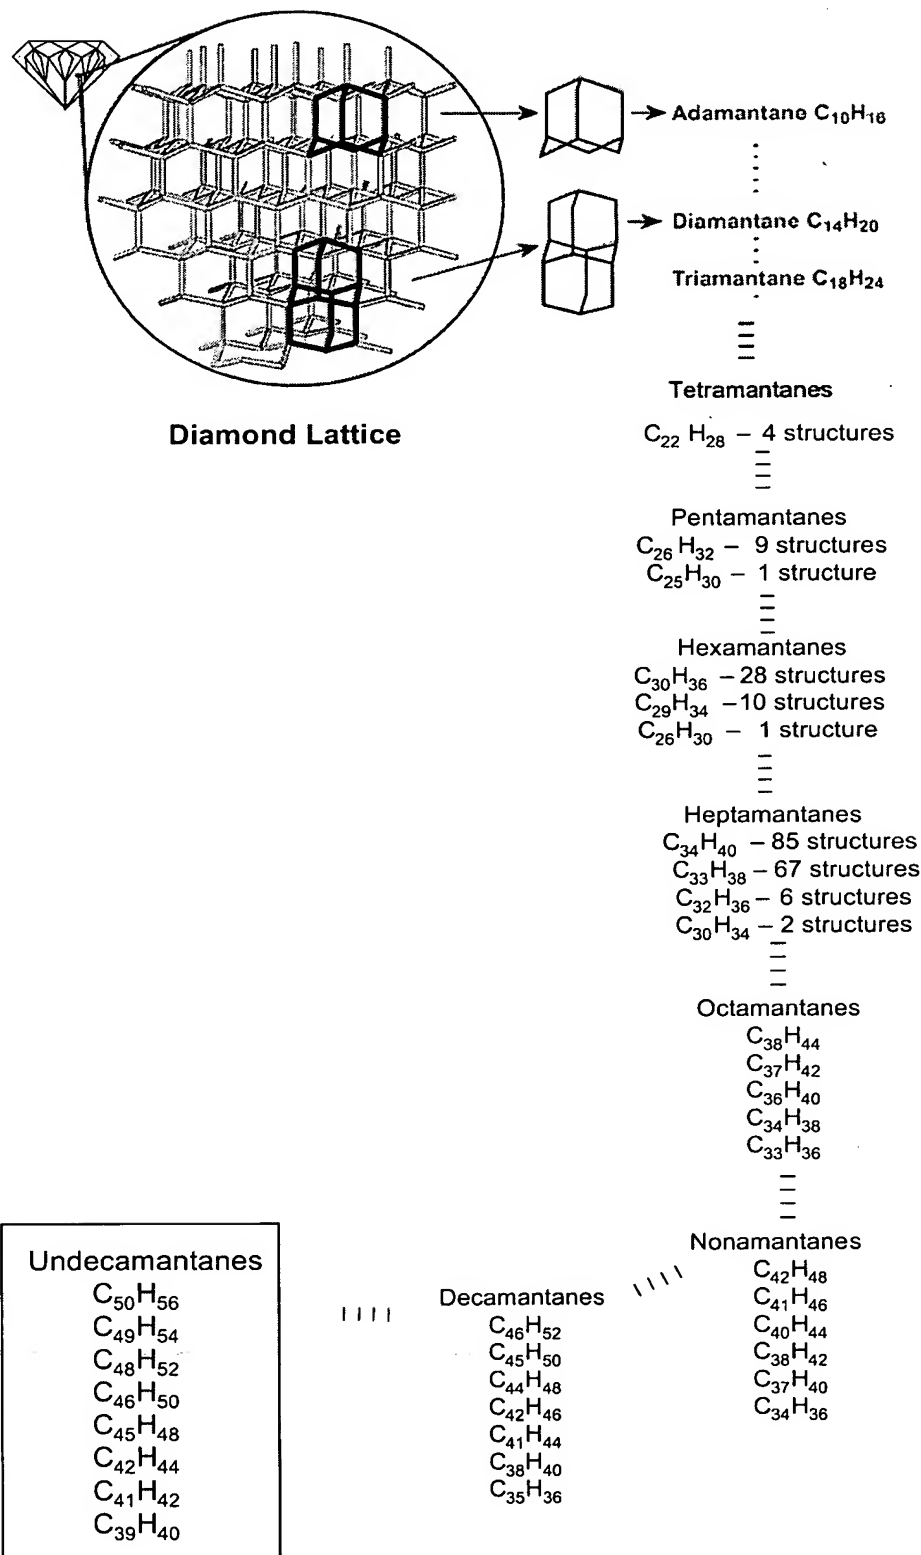 Adamantane C₁₀H₁₆
Diamantane C₁₄H₂₀
Triamantane C₁₈H₂₄
Diamond Lattice
Tetramantanes
C₂₂ H₂₈ – 4 structures
Pentamantanes
C₂₆ H₃₂ – 9 structures
C₂₅H₃₀ – 1 structure
Hexamantanes
C₃₀H₃₆ – 28 structures
C₂₉H₃₄ – 10 structures
C₂₆H₃₀ – 1 structure
Heptamantanes
C₃₄H₄₀ – 85 structures
C₃₃H₃₈ – 67 structures
C₃₂H₃₆ – 6 structures
C₃₀H₃₄ – 2 structures
Octamantanes
C₃₈H₄₄
C₃₇H₄₂
C₃₆H₄₀
C₃₄H₃₈
C₃₃H₃₆
Nonamantanes
C₄₂H₄₈
C₄₁H₄₆
C₄₀H₄₄
C₃₈H₄₂
C₃₇H₄₀
C₃₄H₃₆
Decamantanes
C₄₆H₅₂
C₄₅H₅₀
C₄₄H₄₈
C₄₂H₄₆
C₄₁H₄₄
C₃₈H₄₀
C₃₅H₃₆
Undecamantanes
C₅₀H₅₆
C₄₉H₅₄
C₄₈H₅₂
C₄₆H₅₀
C₄₅H₄₈
C₄₂H₄₄
C₄₁H₄₂
C₃₉H₄₀